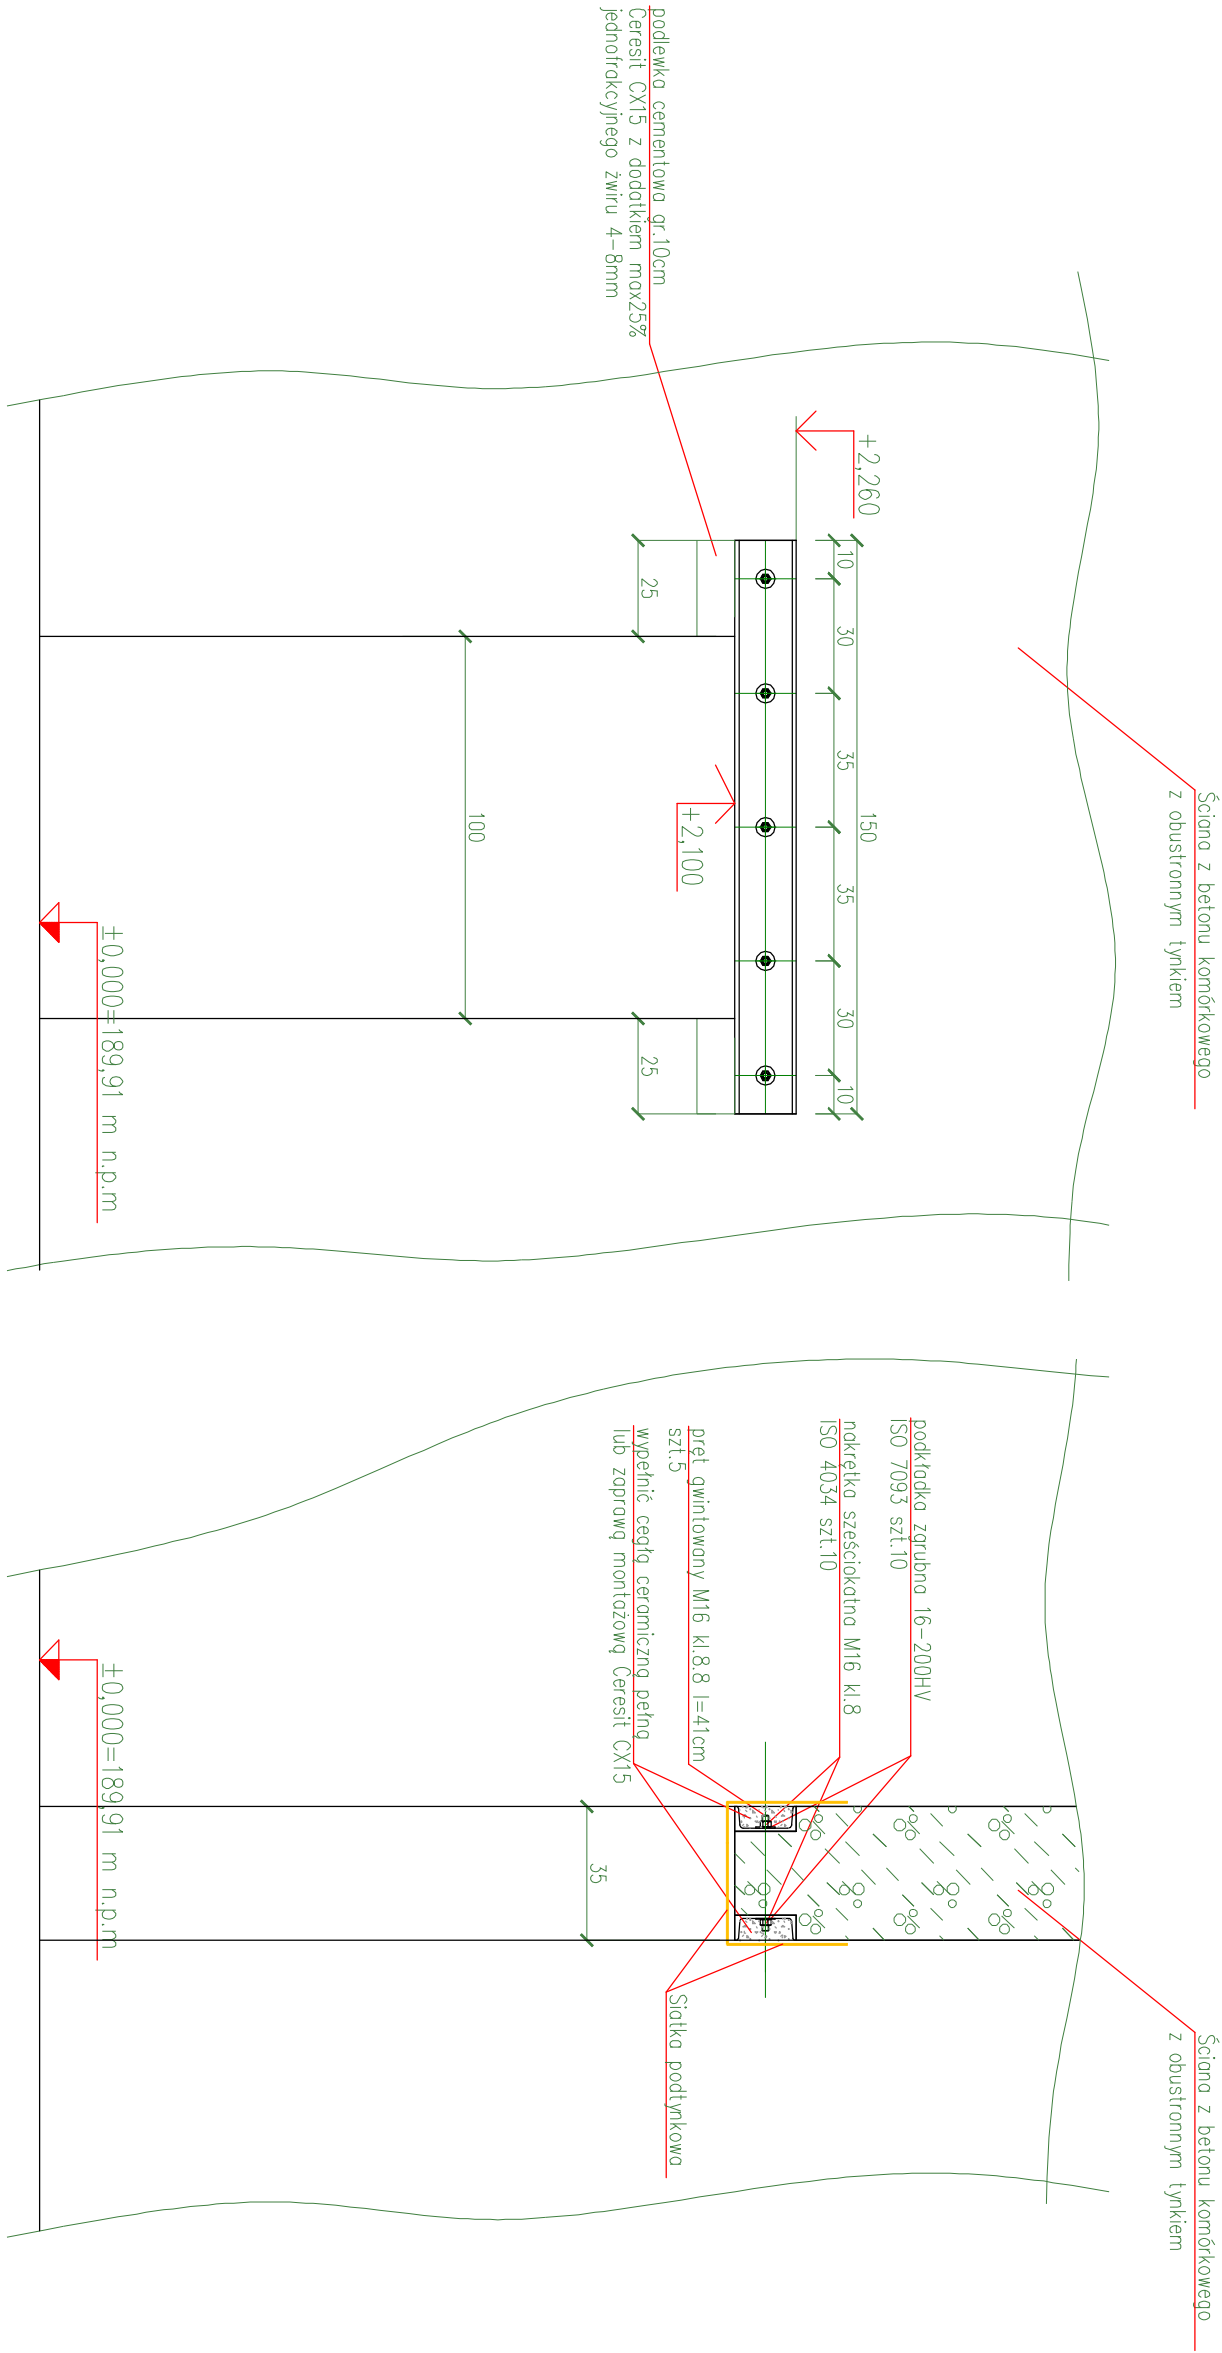 Ściana z betonu komórkowego
z obustronnym tynkiem
+2,260
150
10
30
35
35
30
10
+2,100
podlewka cementowa gr.10cm
Ceresit CX15 z dodatkiem max25%
jednofrakcyjnego żwiru 4-8mm
25
25
100
±0,000=189,91 m n.p.m
Ściana z betonu komórkowego
z obustronnym tynkiem
podkładka zgrubna 16-200HV
ISO 7093 szt.10
nakrętka sześciokątna M16 kl.8
ISO 4034 szt.10
pręt gwintowany M16 kl.8.8 l=41cm
szt.5
wypełnić cegłą ceramiczną pełną
lub zaprawą montażową Ceresit CX15
Siatka podtynkowa
35
±0,000=189,91 m n.p.m